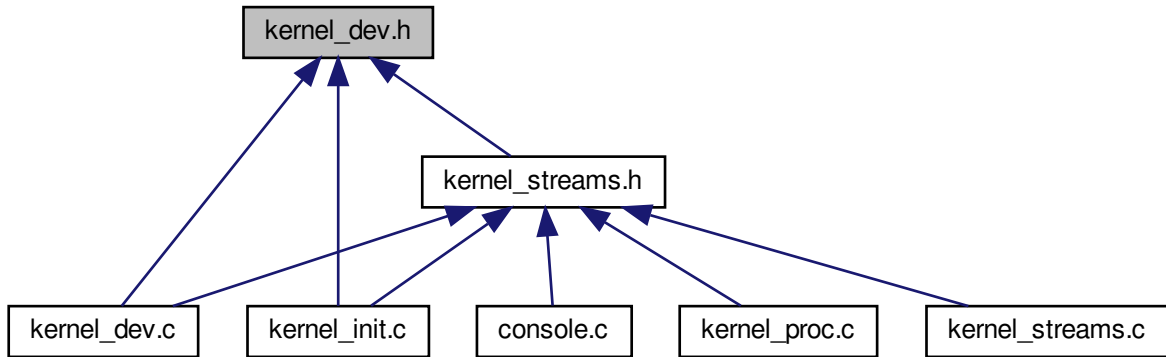 kernel_dev.h
kernel_streams.h
kernel_dev.c
kernel_init.c
console.c
kernel_proc.c
kernel_streams.c